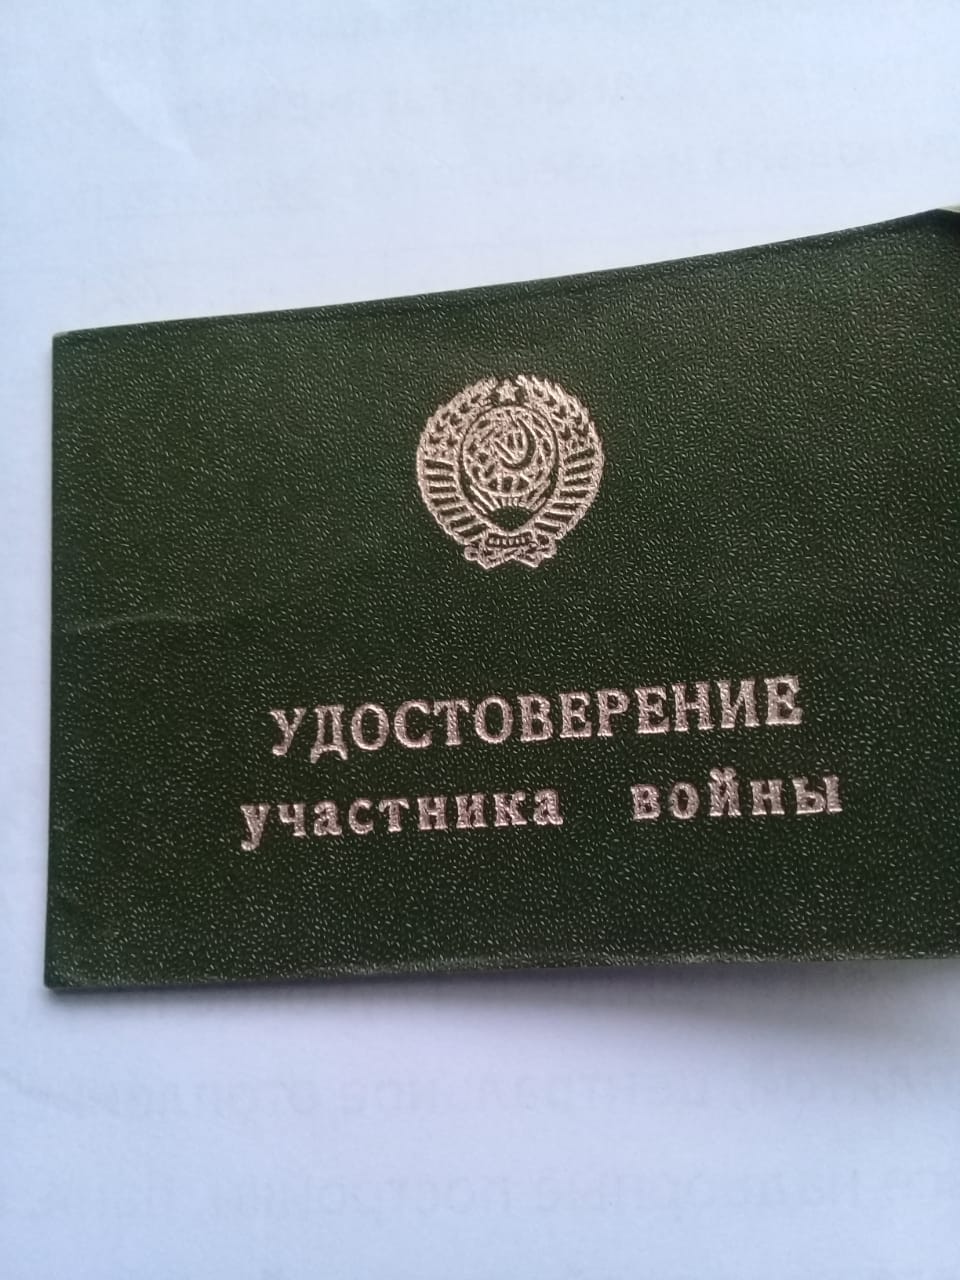 УДОСТОВЕРЕНИЕ
участника войны